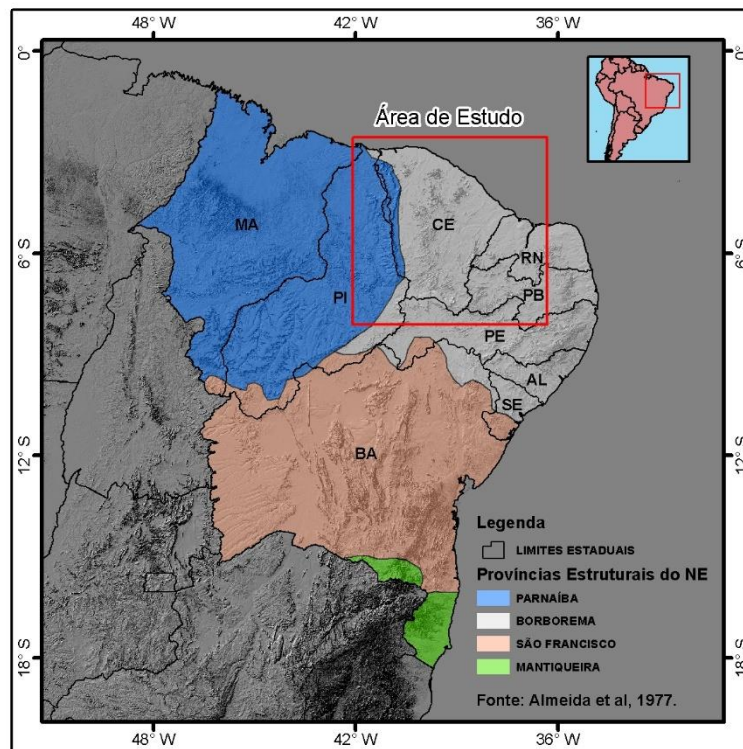 48° W
42° W
36° W
0°
0°
Área de Estudo
MA
CE
6°S
RN
6°S
PI
PB
PE
AL
SE
12°S
BA
12°S
Legenda
LIMITES ESTADUAIS
Províncias Estruturais do NE
PARNAÍBA
BORBOREMA
SÃO FRANCISCO
18°S
MANTIQUEIRA
18°S
Fonte: Almeida et al, 1977.
48° W
42° W
36° W